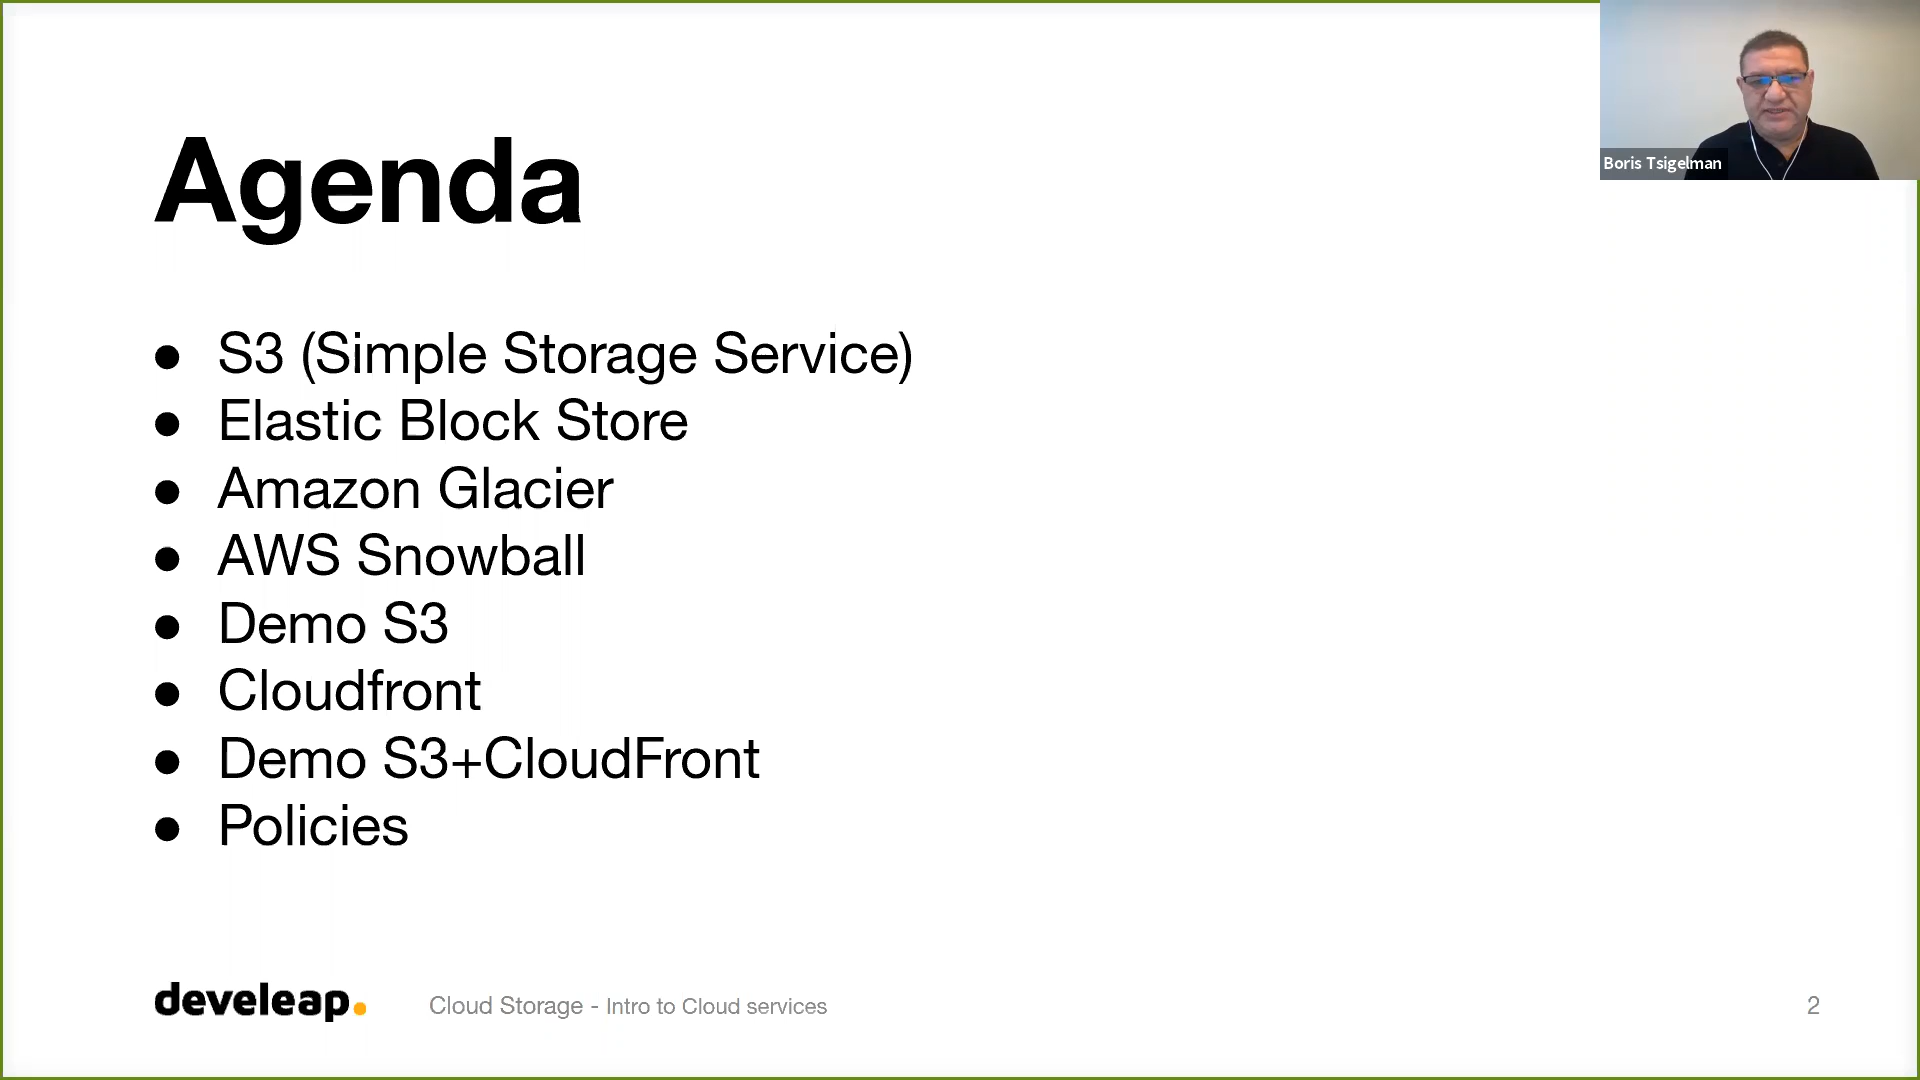 Boris Tsigelman
Agenda
● S3 (Simple Storage Service)
● Elastic Block Store
● Amazon Glacier
● AWS Snowball
● Demo S3
● Cloudfront
● Demo S3+CloudFront
● Policies
develeap.
Cloud Storage - Intro to Cloud services
2